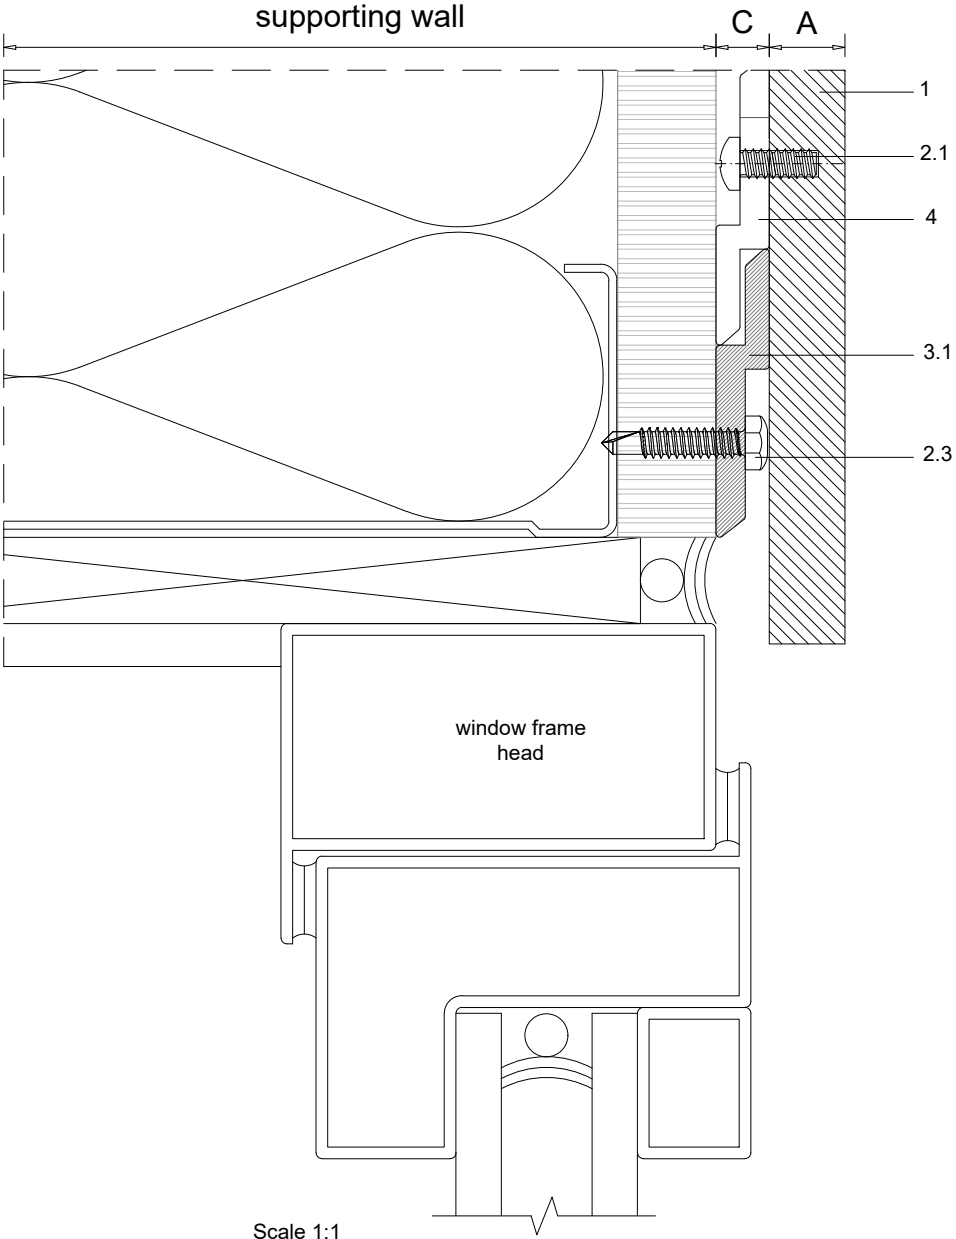 supporting wall
C
A
1
2.1
4
3.1
2.3
window frame
head
Scale 1:1